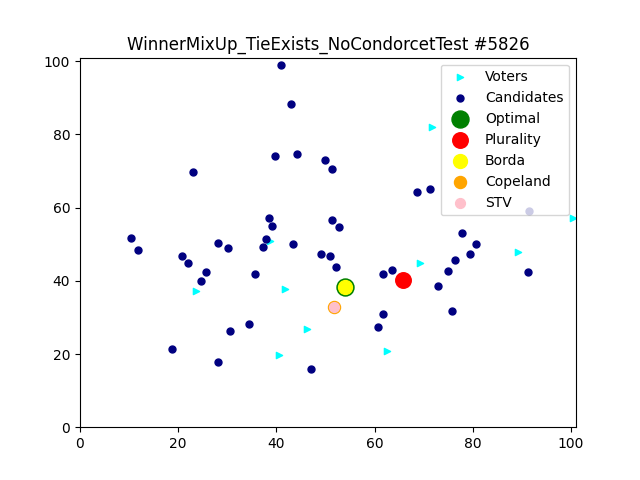 WinnerMixUp_TieExists_NoCondorcetTest #5826
Voters
Candidates
Optimal
Plurality
Borda
Copeland
STV
100
80
60
40
20
0
0 20 40 60 80 100